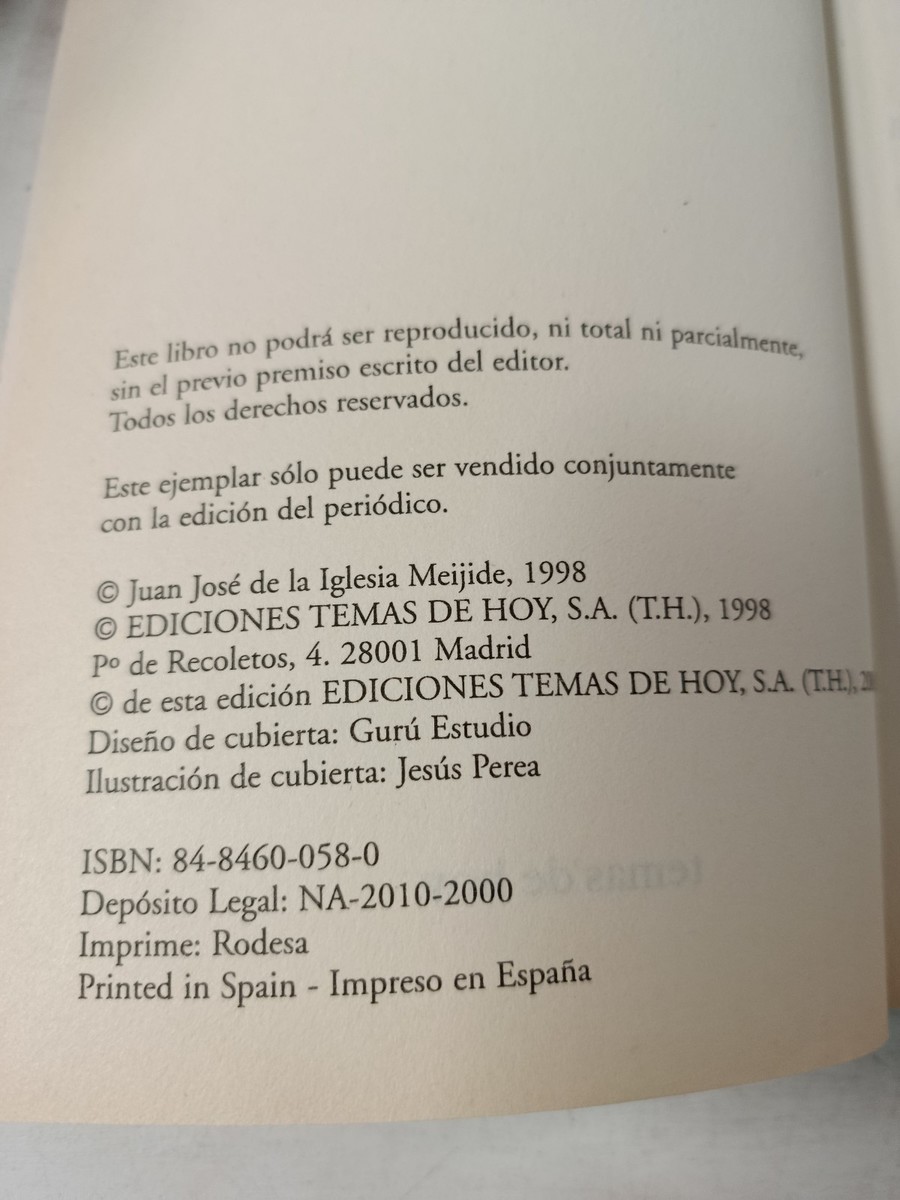 Este libro no podrá ser reproducido, ni total ni parcialmente,
sin el previo premiso escrito del editor.
Todos los derechos reservados.
Este ejemplar sólo puede ser vendido conjuntamente
con la edición del periódico.
© Juan José de la Iglesia Meijide, 1998
© EDICIONES TEMAS DE HOY, S.A. (T.H.), 1998
Pº de Recoletos, 4. 28001 Madrid
© de esta edición EDICIONES TEMAS DE HOY, S.A. (T.H.),
Diseño de cubierta: Gurú Estudio
Ilustración de cubierta: Jesús Perea
ISBN: 84-8460-058-0
Depósito Legal: NA-2010-2000
Imprime: Rodesa
Printed in Spain - Impreso en España